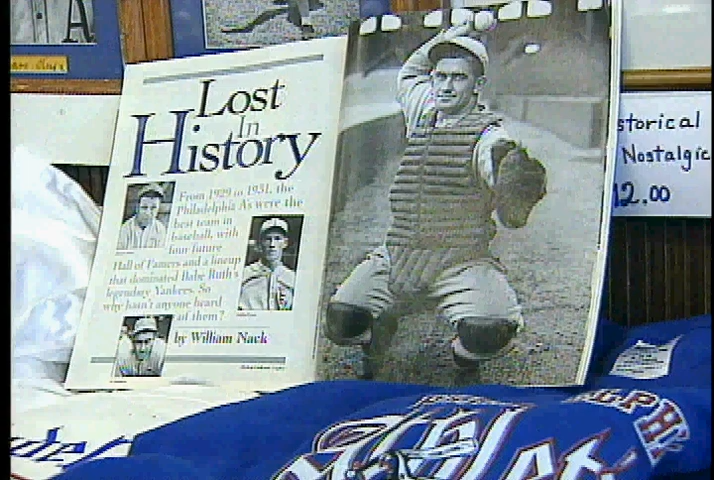 A
Lost
In
History
From 1929 to 1931, the
Philadelphia A's were the
best team in
baseball, with
four future
Hall of Famers and a lineup
that dominated Babe Ruth's
legendary Yankees. So
why hasn't anyone heard
of them?
by William Nack
storical
Nostalgic
12.00